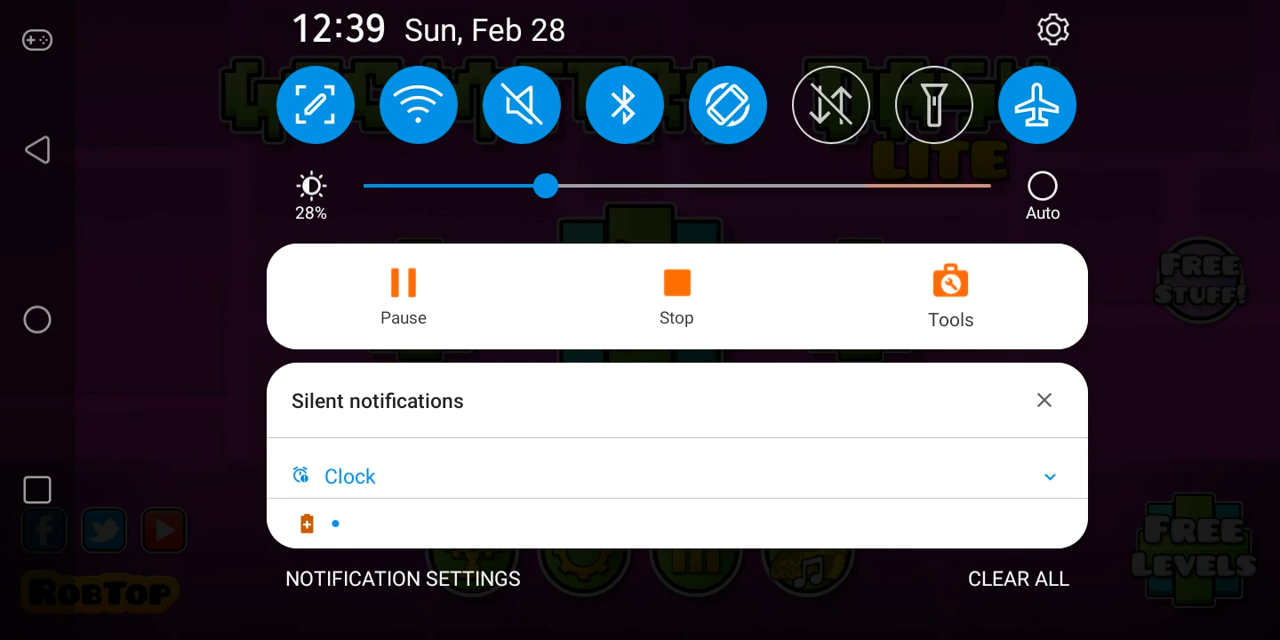 12:39 Sun, Feb 28
LITE
28%
Auto
Pause
Stop
Tools
FREE
STUFF!
Silent notifications
Clock
FREE
LEVELS
NOTIFICATION SETTINGS
CLEAR ALL
ROBTOP